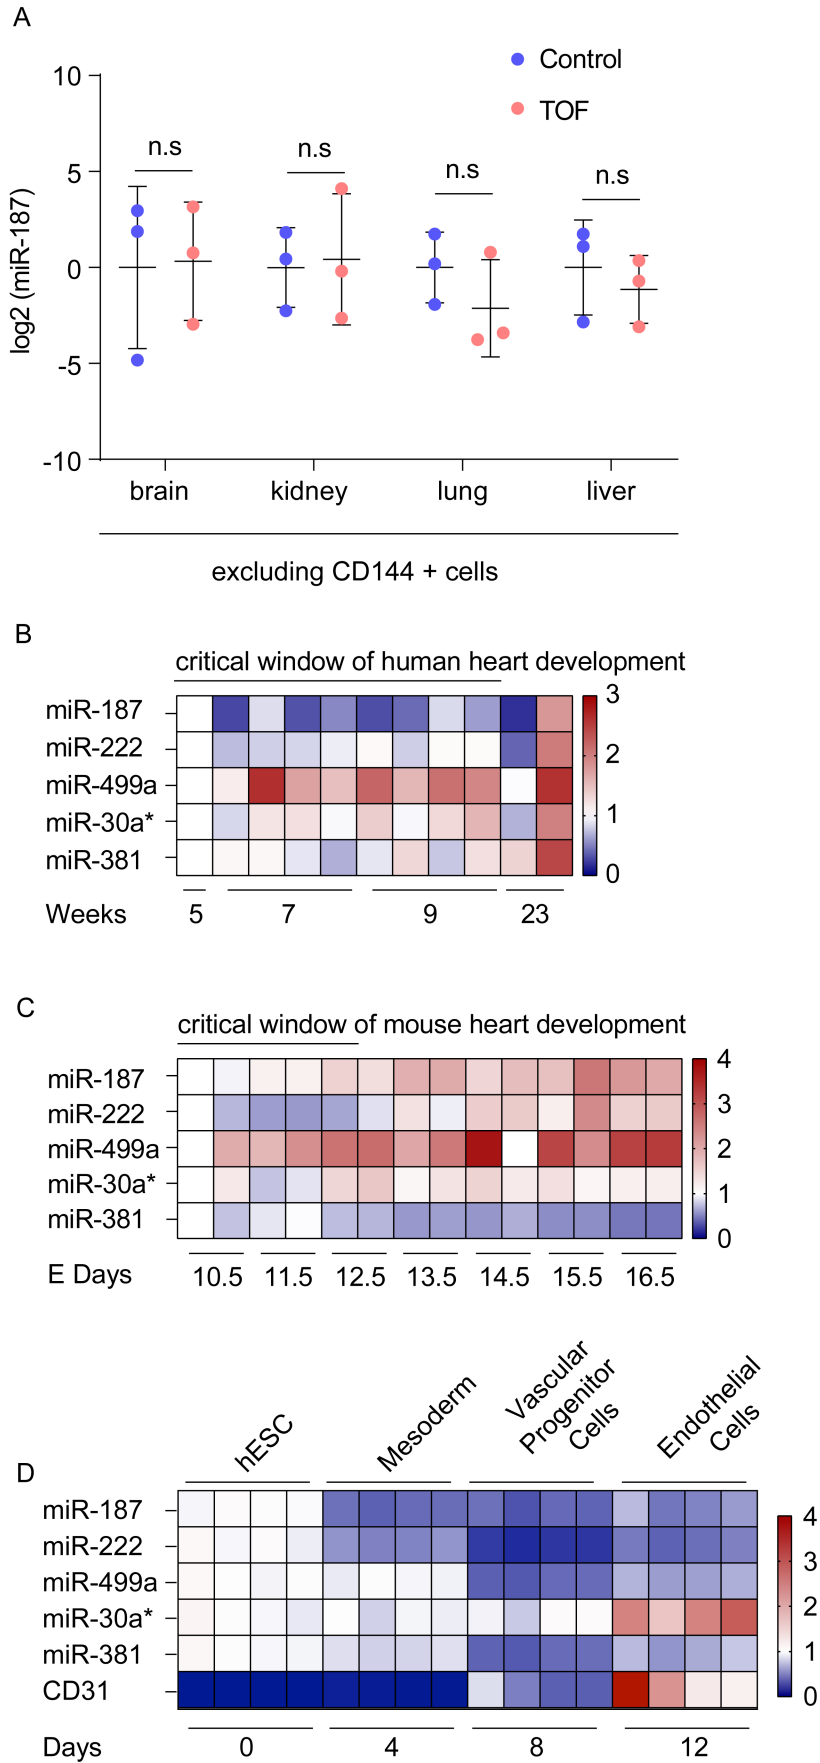 A
Control
TOF
10
5
0
-5
-10
log2 (miR-187)
n.s
n.s
n.s
n.s
brain
kidney
lung
liver
excluding CD144 + cells
B
critical window of human heart development
miR-187
miR-222
miR-499a
miR-30a*
miR-381
3
2
1
0
Weeks
5
7
9
23
C
critical window of mouse heart development
miR-187
miR-222
miR-499a
miR-30a*
miR-381
4
3
2
1
0
E Days
10.5
11.5
12.5
13.5
14.5
15.5
16.5
D
hESC
Mesoderm
Vascular
Progenitor
Cells
Endothelial
Cells
miR-187
miR-222
miR-499a
miR-30a*
miR-381
CD31
4
3
2
1
0
Days
0
4
8
12